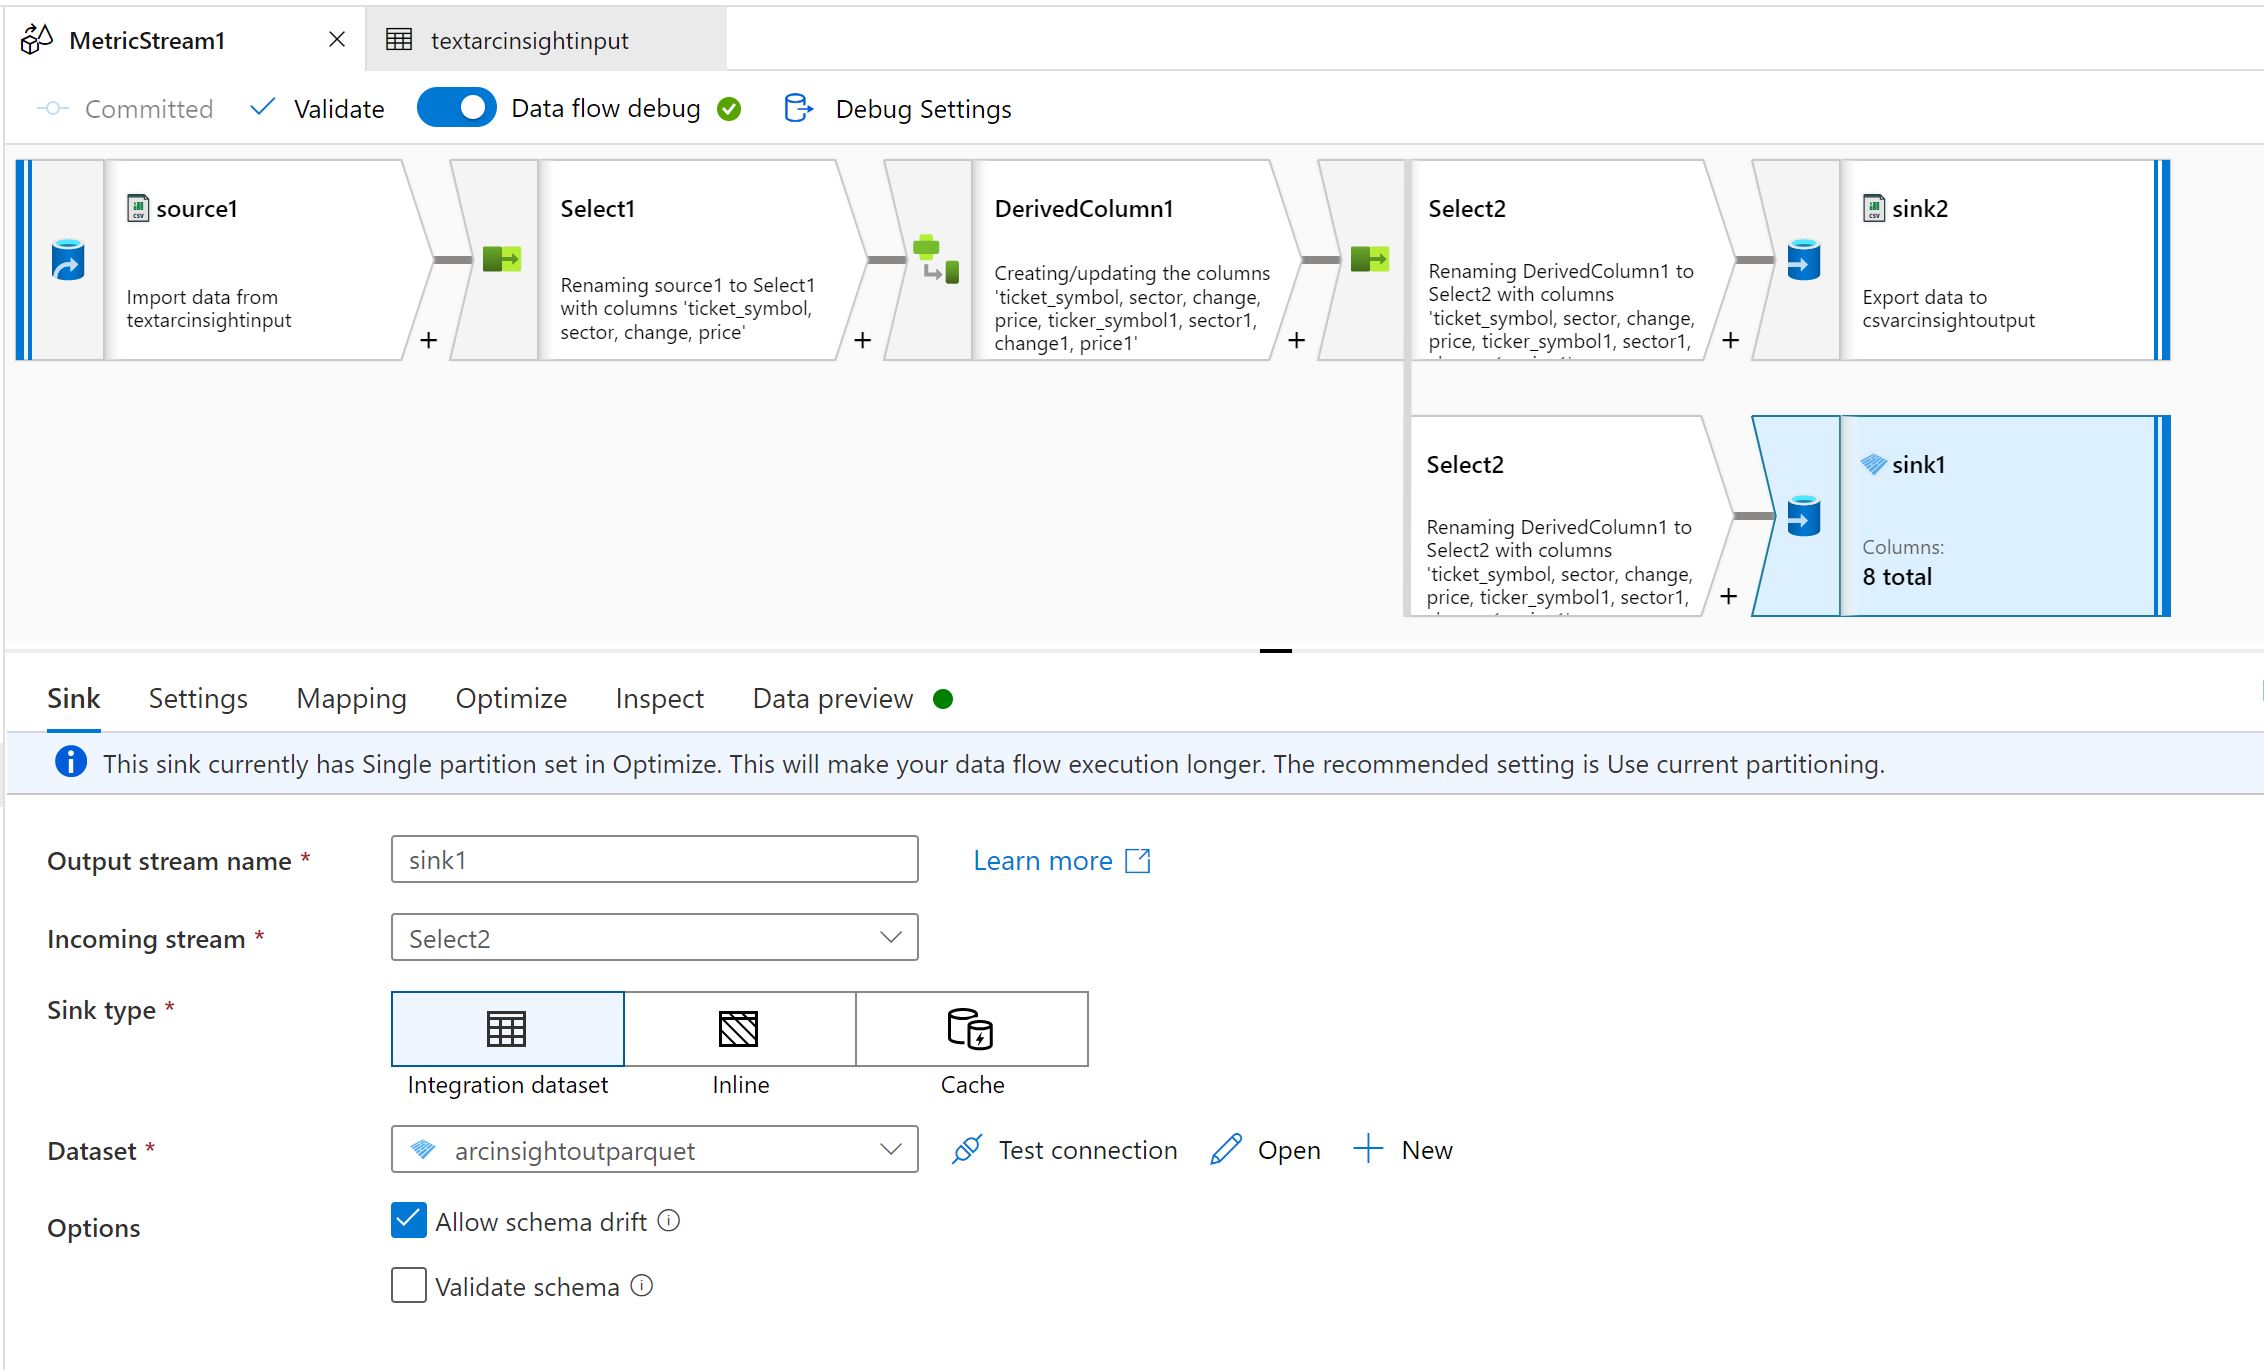 MetricStream1
textarcinsightinput
Committed
Validate
Data flow debug
Debug Settings
source1
Import data from
textarcinsightinput
+
Select1
Renaming source1 to Select1
with columns 'ticket_symbol,
sector, change, price'
+
DerivedColumn1
Creating/updating the columns
'ticket_symbol, sector, change,
price, ticker_symbol1, sector1,
change1, price1'
+
Select2
Renaming DerivedColumn1 to
Select2 with columns
'ticket_symbol, sector, change,
price, ticker_symbol1, sector1,
+
sink2
Export data to
csvarcinsightoutput
Select2
Renaming DerivedColumn1 to
Select2 with columns
'ticket_symbol, sector, change,
price, ticker_symbol1, sector1,
+
sink1
Columns:
8 total
Sink
Settings
Mapping
Optimize
Inspect
Data preview
This sink currently has Single partition set in Optimize. This will make your data flow execution longer. The recommended setting is Use current partitioning.
Output stream name *
sink1
Learn more
Incoming stream *
Select2
Sink type *
Integration dataset
Inline
Cache
Dataset *
arcinsightoutparquet
Test connection
Open
New
Options
Allow schema drift
Validate schema